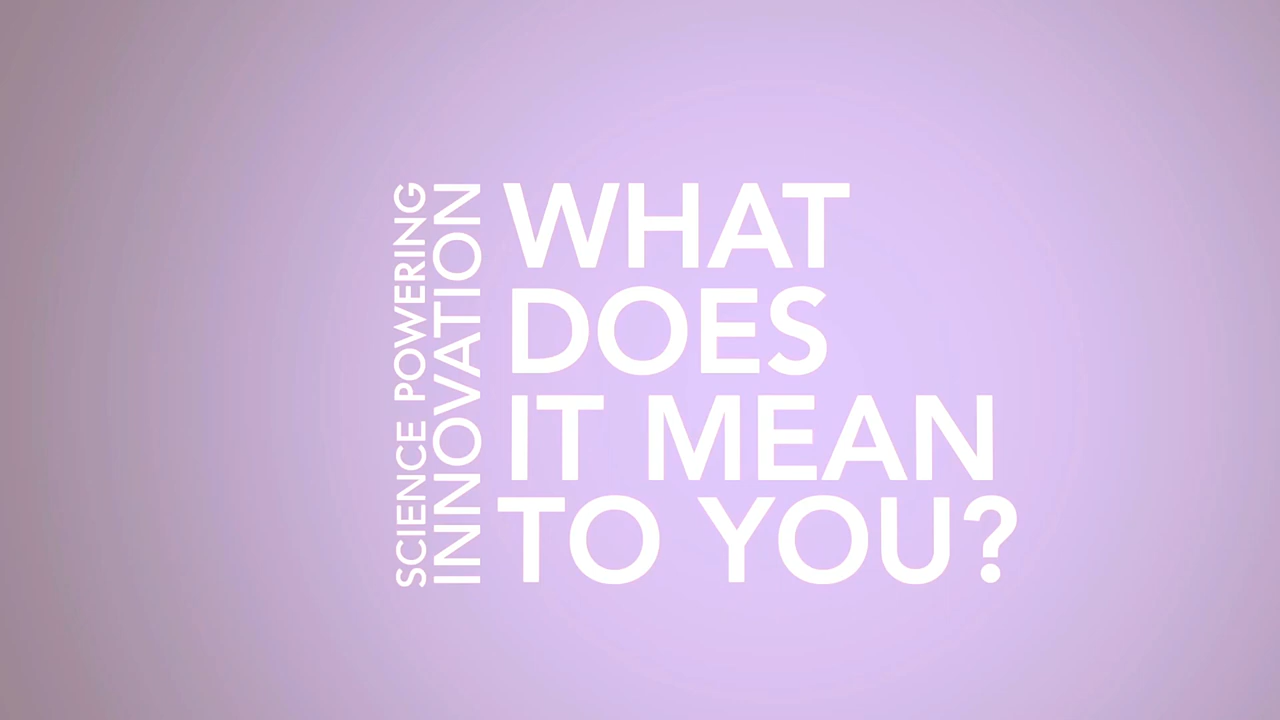 SCIENCE POWERING
INNOVATION
WHAT
DOES
IT MEAN
TO YOU?